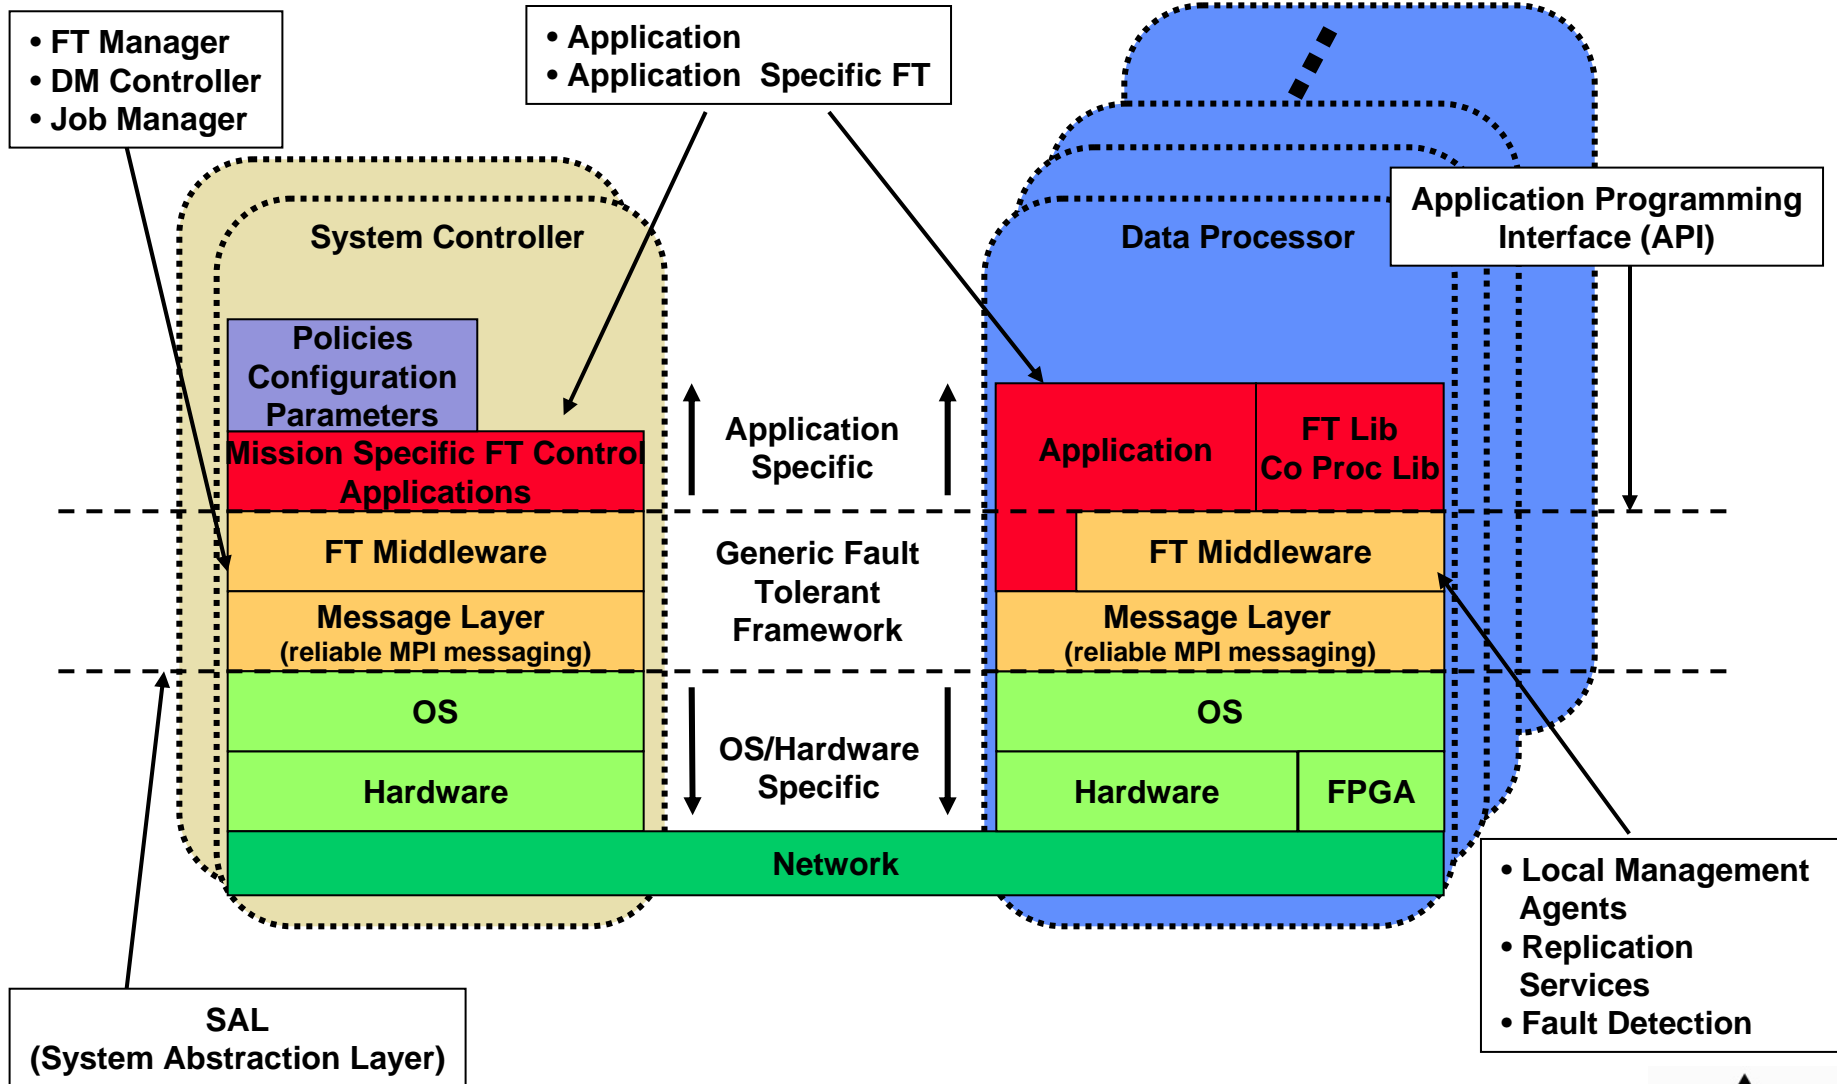 • FT Manager
• DM Controller
• Job Manager
• Application
• Application Specific FT
Application Programming
Interface (API)
System Controller
Data Processor
Policies
Configuration
Parameters
Mission Specific FT Control
Applications
Application
Specific
Application
FT Lib
Co Proc Lib
FT Middleware
Generic Fault
Tolerant
Framework
FT Middleware
Message Layer
(reliable MPI messaging)
Message Layer
(reliable MPI messaging)
OS
OS/Hardware
Specific
OS
Hardware
Hardware
FPGA
Network
• Local Management
Agents
• Replication
Services
• Fault Detection
SAL
(System Abstraction Layer)